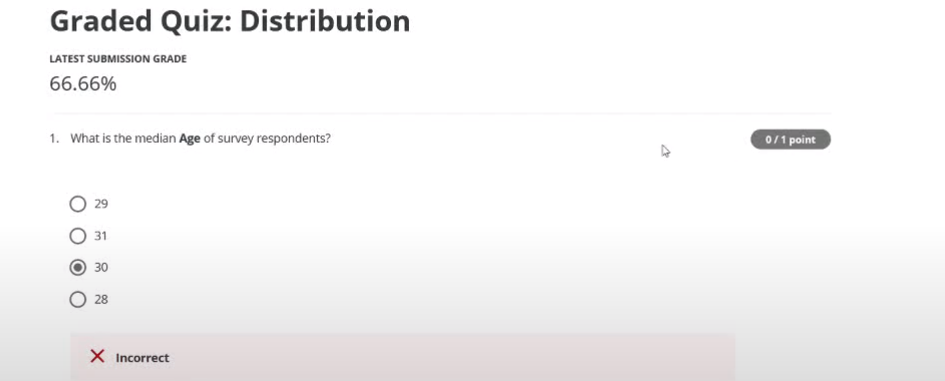 Graded Quiz: Distribution
LATEST SUBMISSION GRADE
66.66%
1. What is the median Age of survey respondents?
0 / 1 point
29
31
30
28
Incorrect